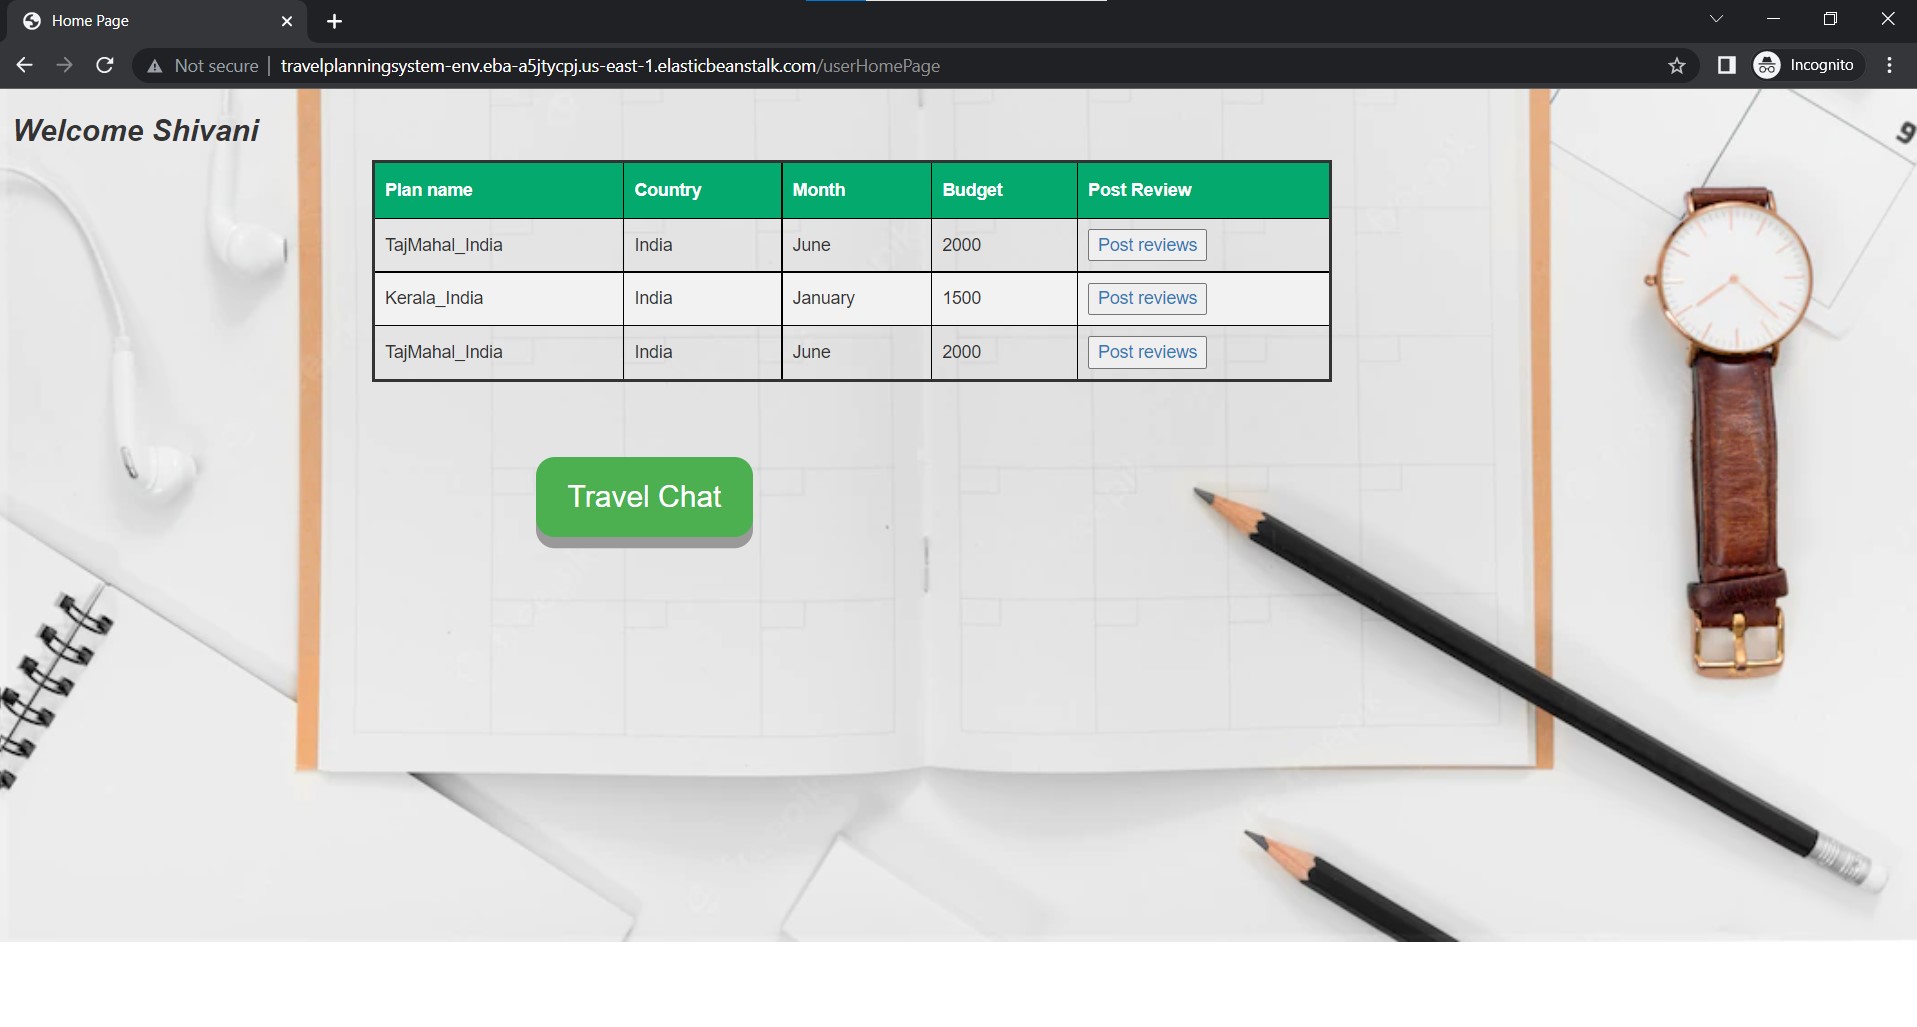 Home Page
Not secure travelplanningsystem-env.eba-a5jtycpj.us-east-1.elasticbeanstalk.com/userHomePage
Incognito
Welcome Shivani
Plan name Country Month Budget Post Review
TajMahal_India India June 2000 Post reviews
Kerala_India India January 1500 Post reviews
TajMahal_India India June 2000 Post reviews
Travel Chat
9